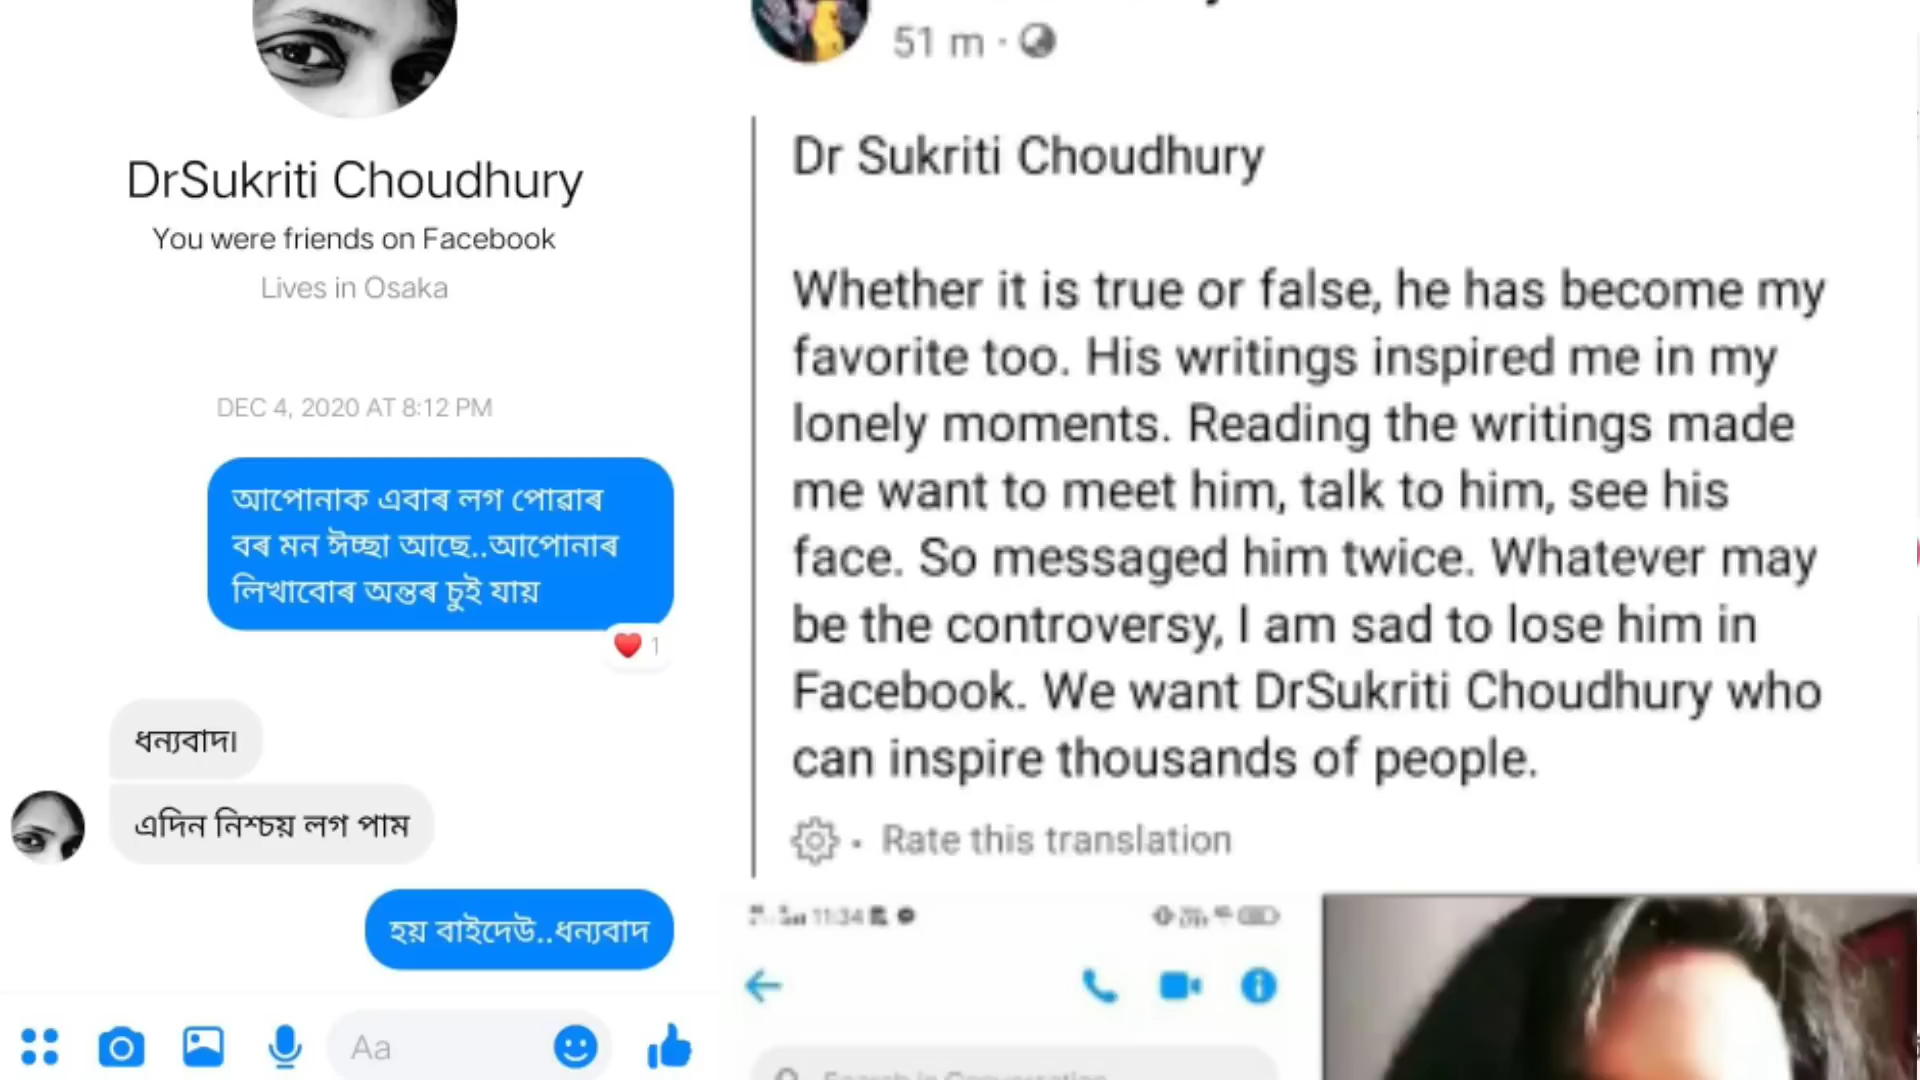 DrSukriti Choudhury
You were friends on Facebook
Lives in Osaka
DEC 4, 2020 AT 8:12 PM
আপোনাক এবাৰ লগ পোৱাৰ
বৰ মন ঈচ্ছা আছে..আপোনাৰ
লিখাবোৰ অন্তৰ চুই যায়
1
ধন্যবাদ।
এদিন নিশ্চয় লগ পাম
হয় বাইদেউ..ধন্যবাদ
Aa
51 m ·
Dr Sukriti Choudhury
Whether it is true or false, he has become my
favorite too. His writings inspired me in my
lonely moments. Reading the writings made
me want to meet him, talk to him, see his
face. So messaged him twice. Whatever may
be the controversy, I am sad to lose him in
Facebook. We want DrSukriti Choudhury who
can inspire thousands of people.
· Rate this translation
11:34
Search in Conversation